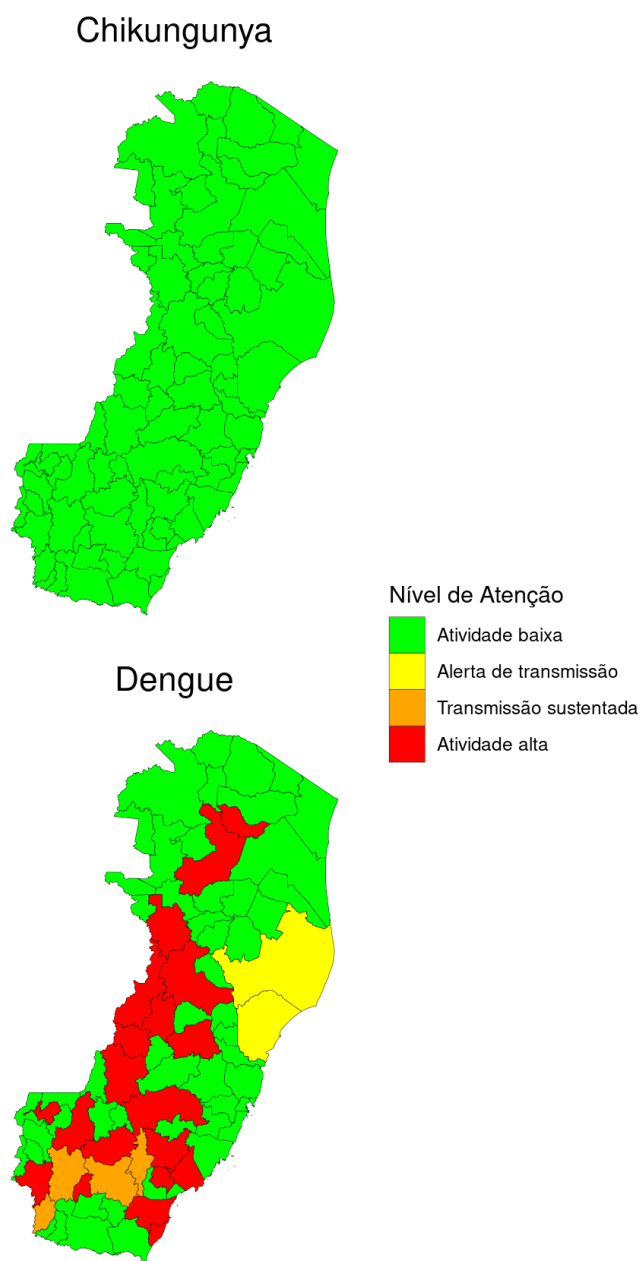 Chikungunya
Nível de Atenção
Atividade baixa
Alerta de transmissão
Transmissão sustentada
Atividade alta
Dengue